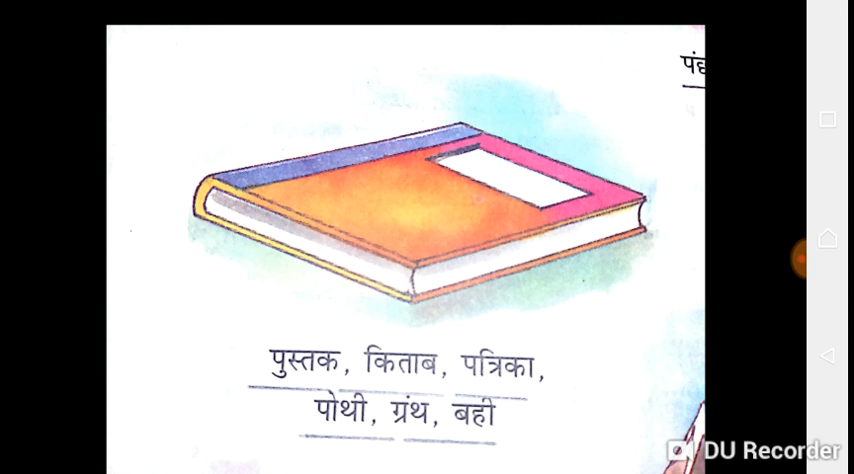 पुस्तक, किताब, पत्रिका,
पोथी, ग्रंथ, बही
DU Recorder